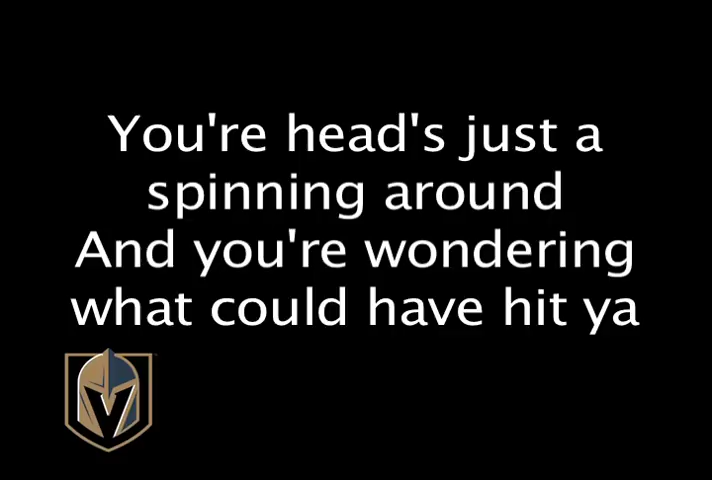 You're head's just a
spinning around
And you're wondering
what could have hit ya